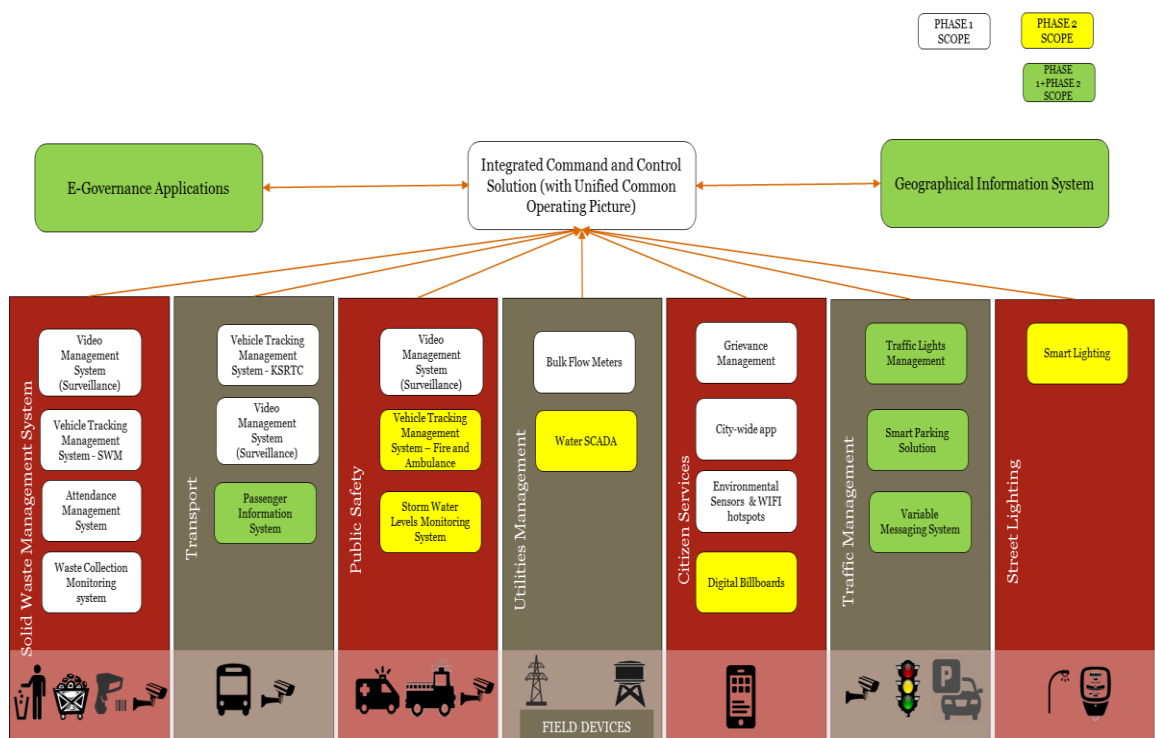 PHASE 1
SCOPE
PHASE 2
SCOPE
PHASE
1+PHASE 2
SCOPE
E-Governance Applications
Integrated Command and Control
Solution (with Unified Common
Operating Picture)
Geographical Information System
Solid Waste Management System
Video
Management
System
(Surveillance)
Vehicle Tracking
Management
System - SWM
Attendance
Management
System
Waste Collection
Monitoring
system
Transport
Vehicle Tracking
Management
System - KSRTC
Video
Management
System
(Surveillance)
Passenger
Information
System
Public Safety
Video
Management
System
(Surveillance)
Vehicle Tracking
Management
System – Fire and
Ambulance
Storm Water
Levels Monitoring
System
Utilities Management
Bulk Flow Meters
Water SCADA
Citizen Services
Grievance
Management
City-wide app
Environmental
Sensors & WIFI
hotspots
Digital Billboards
Traffic Management
Traffic Lights
Management
Smart Parking
Solution
Variable
Messaging System
Street Lighting
Smart Lighting
P
FIELD DEVICES